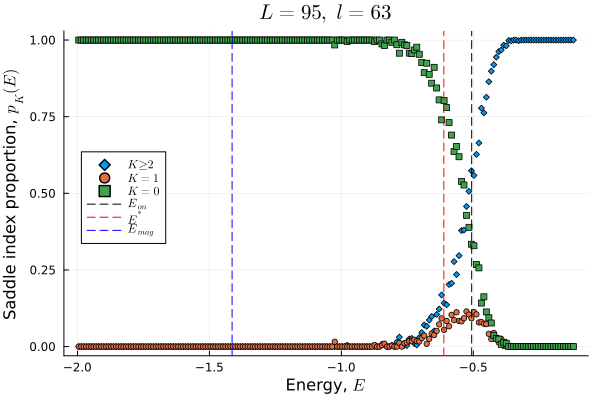 L = 95, l = 63
Saddle index proportion, p_K(E)
1.00
0.75
0.50
0.25
0.00
K≥2
K = 1
K = 0
E_on
E^*
E_mag
−2.0 −1.5 −1.0 −0.5
Energy, E